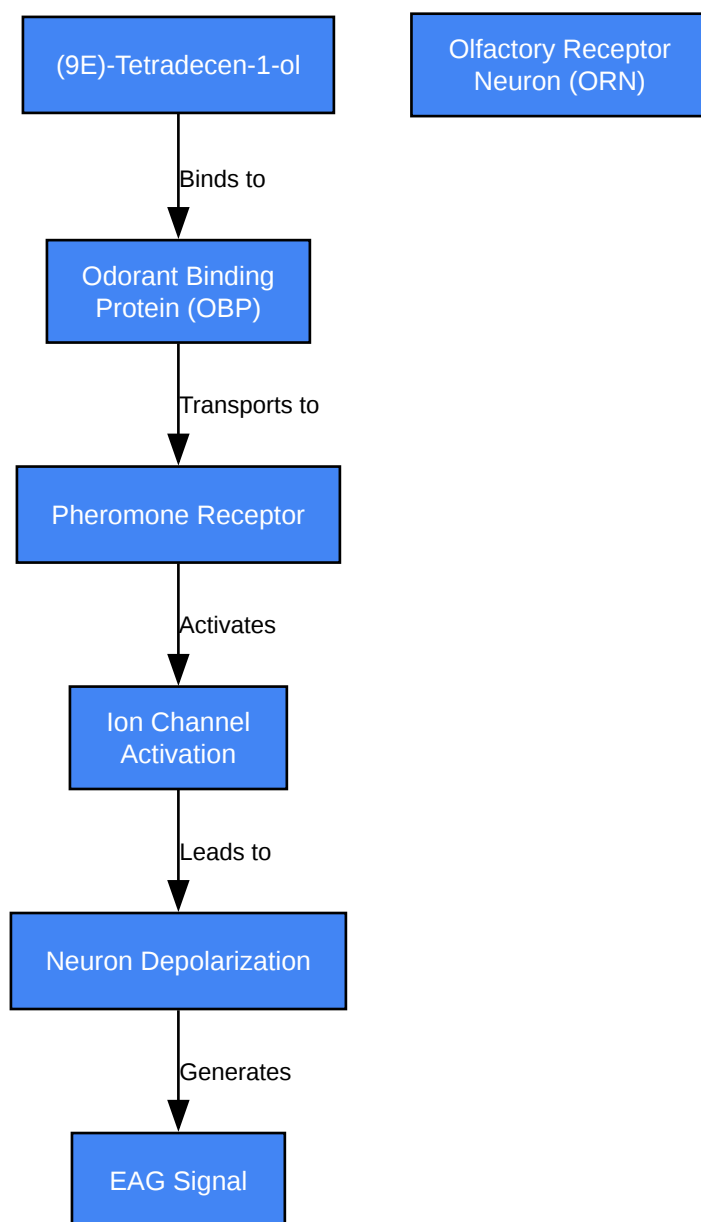 (9E)-Tetradecen-1-ol
Olfactory Receptor
Neuron (ORN)
Binds to
Odorant Binding
Protein (OBP)
Transports to
Pheromone Receptor
Activates
Ion Channel
Activation
Leads to
Neuron Depolarization
Generates
EAG Signal